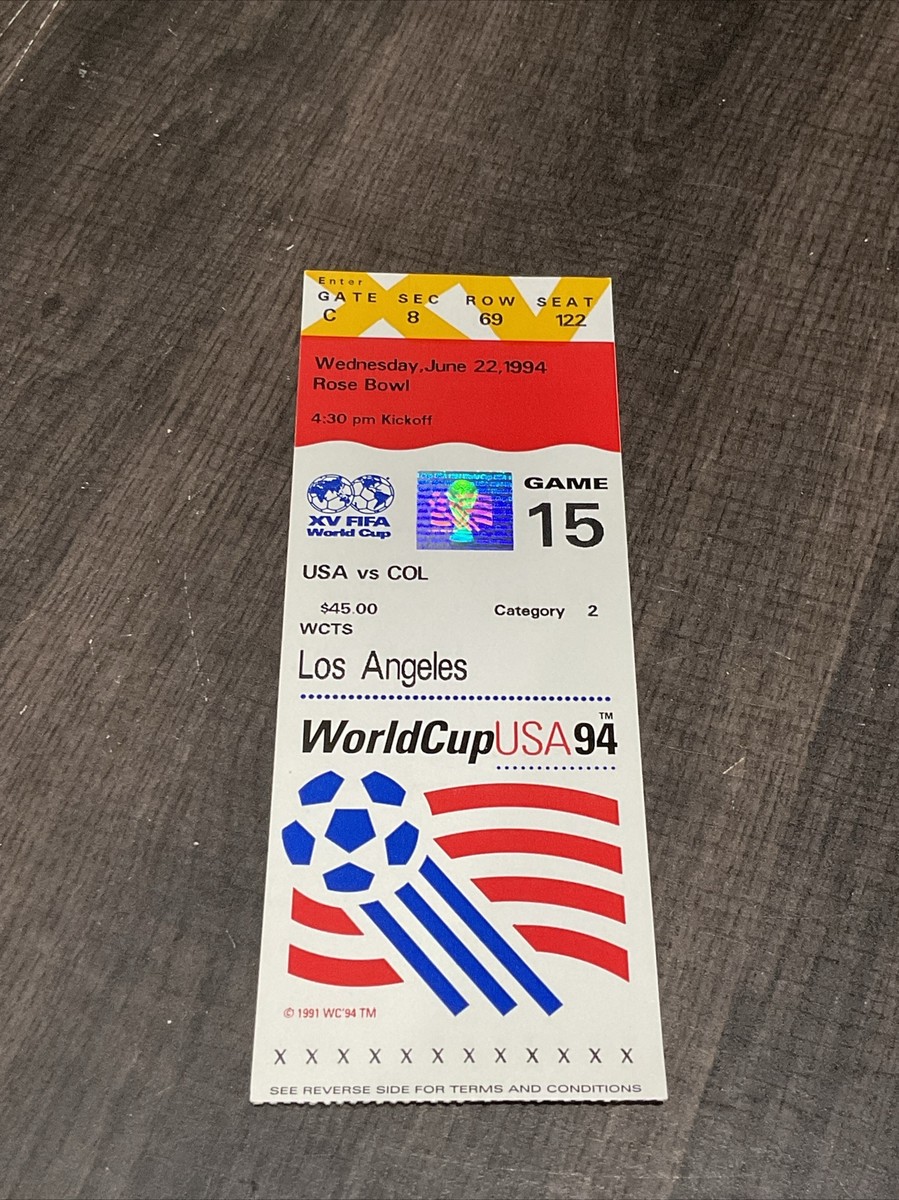 Enter
GATE SEC ROW SEAT
C 8 69 122
Wednesday, June 22, 1994
Rose Bowl
4:30 pm Kickoff
XV FIFA
World Cup
GAME
15
USA vs COL
$45.00 Category 2
WCTS
Los Angeles
WorldCupUSA94™
© 1991 WC'94 TM
X X X X X X X X X X X X
SEE REVERSE SIDE FOR TERMS AND CONDITIONS